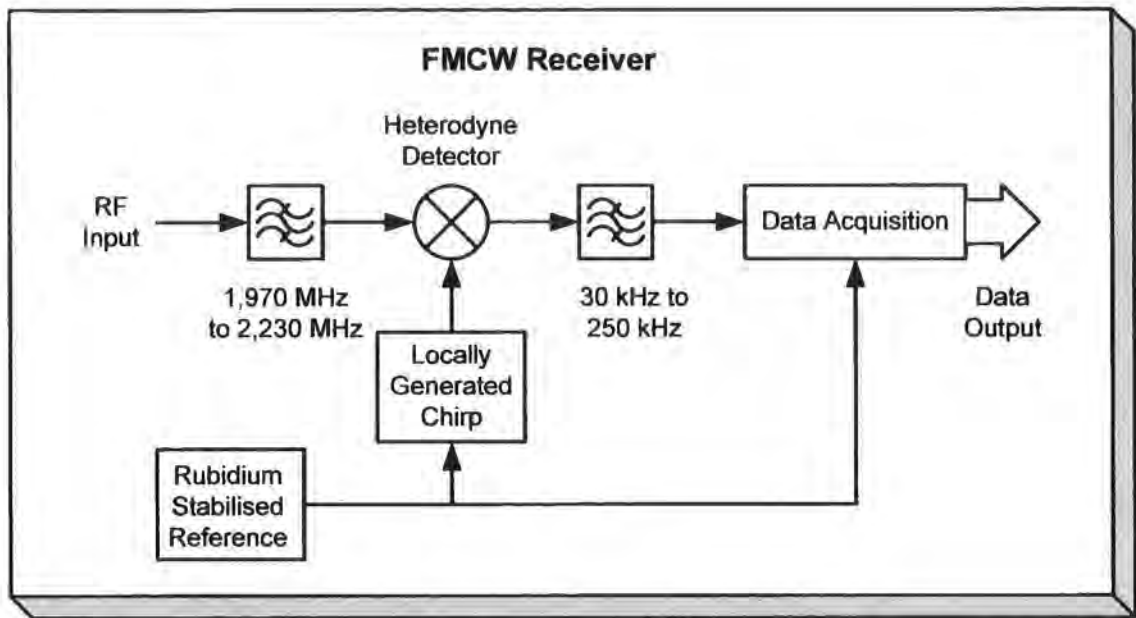 FMCW Receiver
Heterodyne
Detector
RF
Input
Data Acquisition
1,970 MHz
to 2,230 MHz
30 kHz to
250 kHz
Data
Output
Locally
Generated
Chirp
Rubidium
Stabilised
Reference